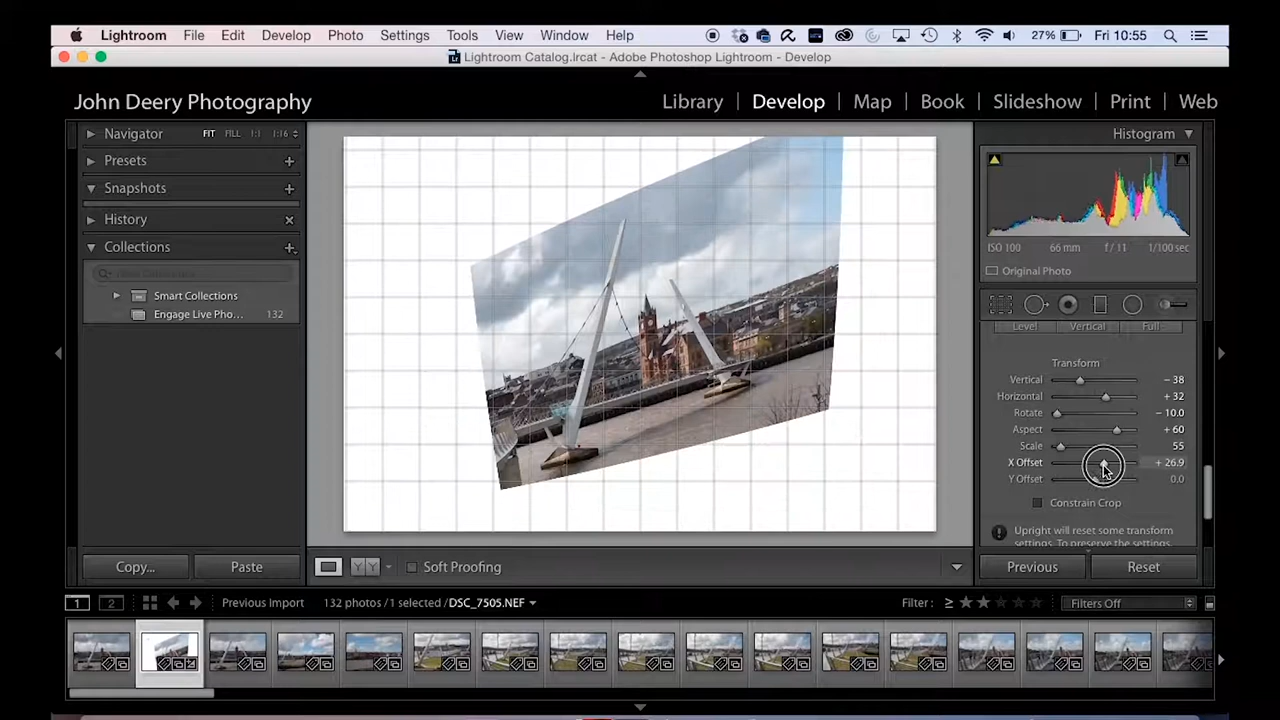 Lightroom File Edit Develop Photo Settings Tools View Window Help 27% Fri 10:55
Lightroom Catalog.lrcat - Adobe Photoshop Lightroom - Develop
John Deery Photography Library Develop Map Book Slideshow Print Web
Navigator FIT FILL 1:1 1:16
Histogram
Presets +
Snapshots +
History ×
Collections +
Smart Collections
Engage Live Pho... 132
ISO 100 66 mm f / 11 1/100 sec
Original Photo
Level Vertical Full
Transform
Vertical - 38
Horizontal + 32
Rotate - 10.0
Aspect + 60
Scale 55
X Offset + 26.9
Y Offset 0.0
Constrain Crop
Upright will reset some transform
settings. To preserve the settings,
Copy... Paste Y Y Soft Proofing Previous Reset
1 2 Previous Import 132 photos / 1 selected / DSC_7505.NEF Filter : ≥ Filters Off